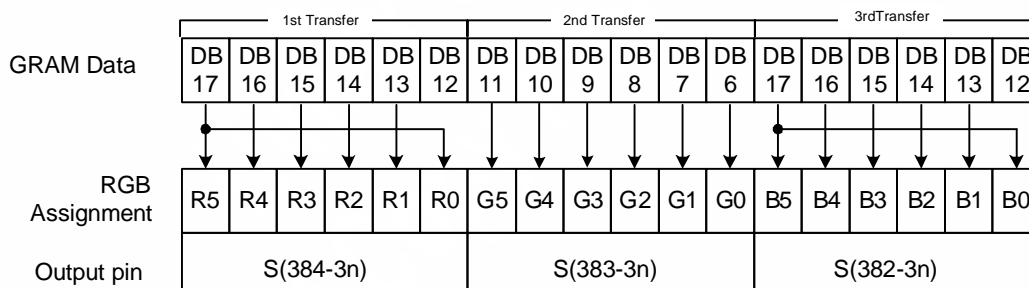 1st Transfer 2nd Transfer 3rdTransfer
GRAM Data DB 17 DB 16 DB 15 DB 14 DB 13 DB 12 DB 11 DB 10 DB 9 DB 8 DB 7 DB 6 DB 17 DB 16 DB 15 DB 14 DB 13 DB 12
RGB Assignment R5 R4 R3 R2 R1 R0 G5 G4 G3 G2 G1 G0 B5 B4 B3 B2 B1 B0
Output pin S(384-3n) S(383-3n) S(382-3n)